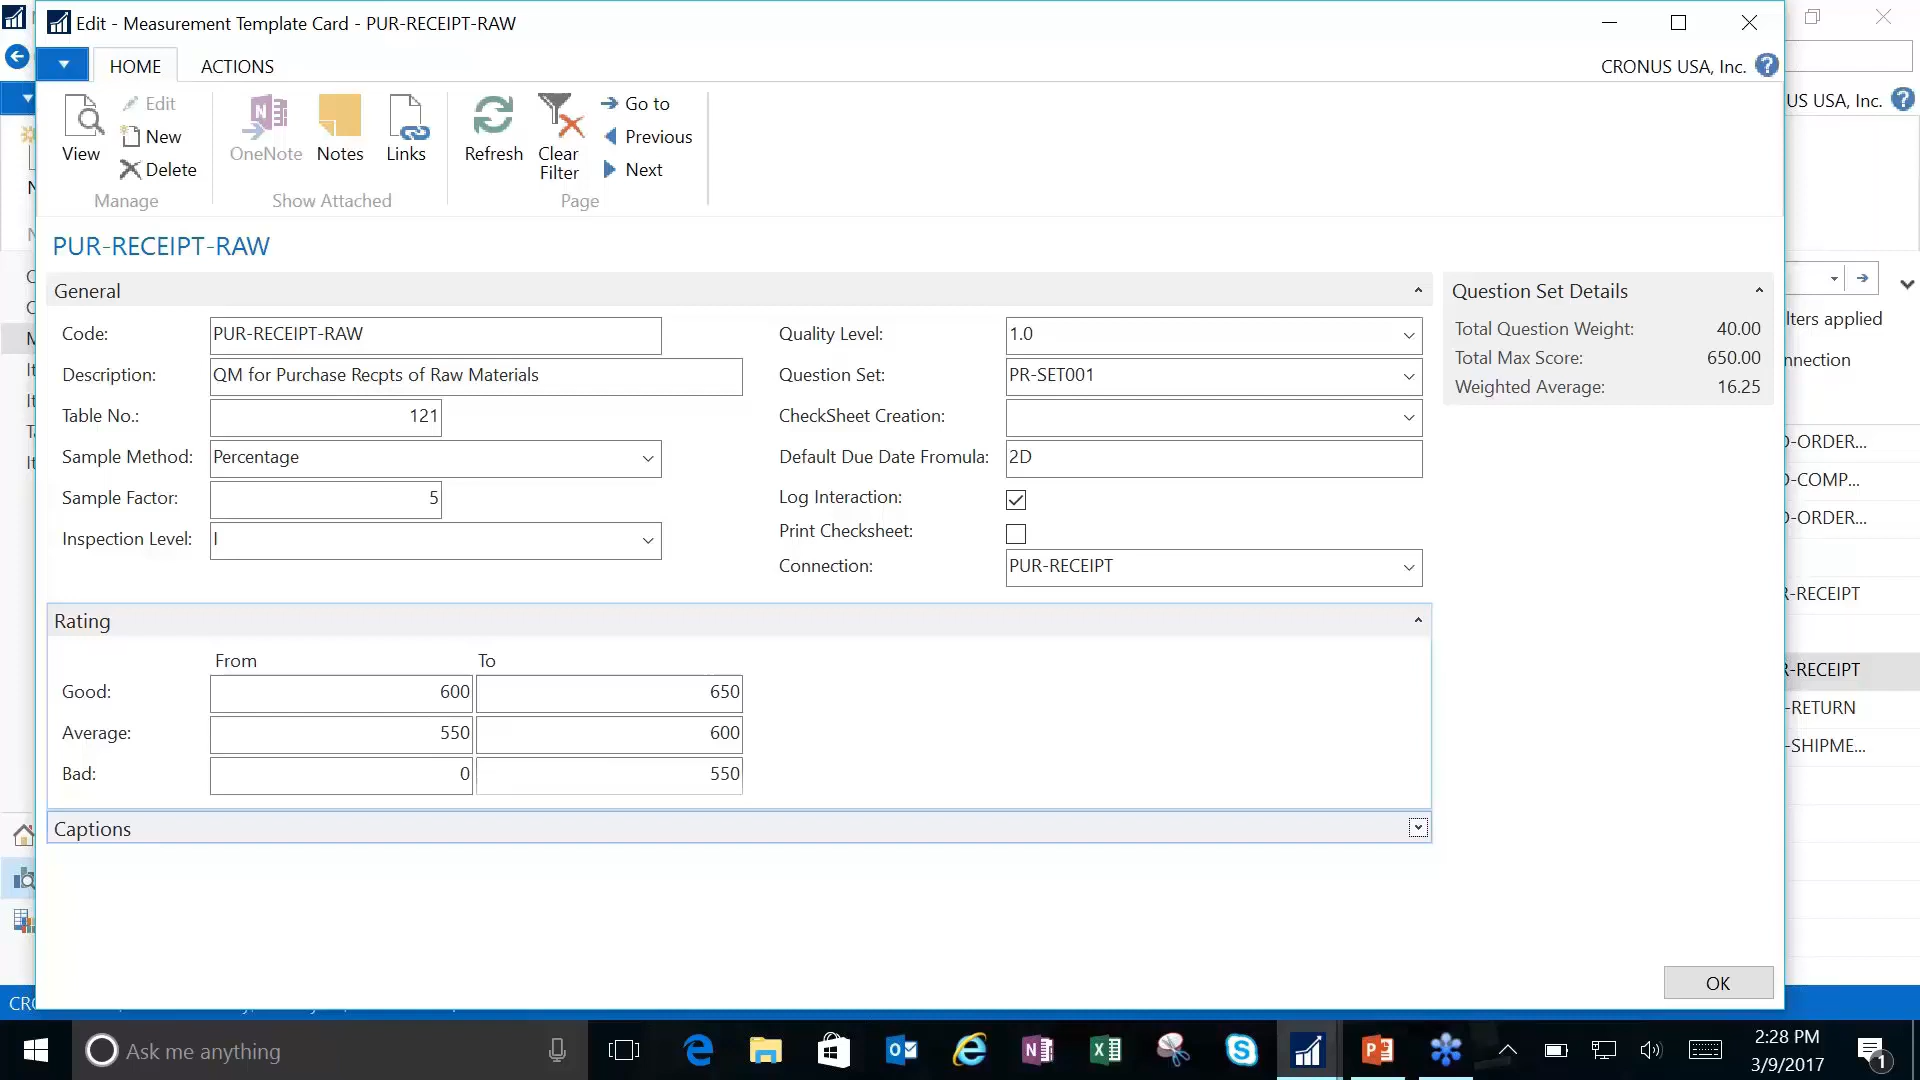 Edit - Measurement Template Card - PUR-RECEIPT-RAW
HOME
ACTIONS
CRONUS USA, Inc.
US USA, Inc.
View
Edit
New
Delete
Manage
OneNote
Notes
Links
Show Attached
Refresh
Clear
Filter
Go to
Previous
Next
Page
PUR-RECEIPT-RAW
General
Code: PUR-RECEIPT-RAW
Description: QM for Purchase Recpts of Raw Materials
Table No.: 121
Sample Method: Percentage
Sample Factor: 5
Inspection Level: I
Quality Level: 1.0
Question Set: PR-SET001
CheckSheet Creation:
Default Due Date Fromula: 2D
Log Interaction:
Print Checksheet:
Connection: PUR-RECEIPT
Question Set Details
Total Question Weight: 40.00
Total Max Score: 650.00
Weighted Average: 16.25
Rating
From To
Good: 600 650
Average: 550 600
Bad: 0 550
Captions
OK
lters applied
nnection
-ORDER...
-COMP...
-ORDER...
-RECEIPT
-RECEIPT
-RETURN
-SHIPME...
Ask me anything
2:28 PM
3/9/2017
1